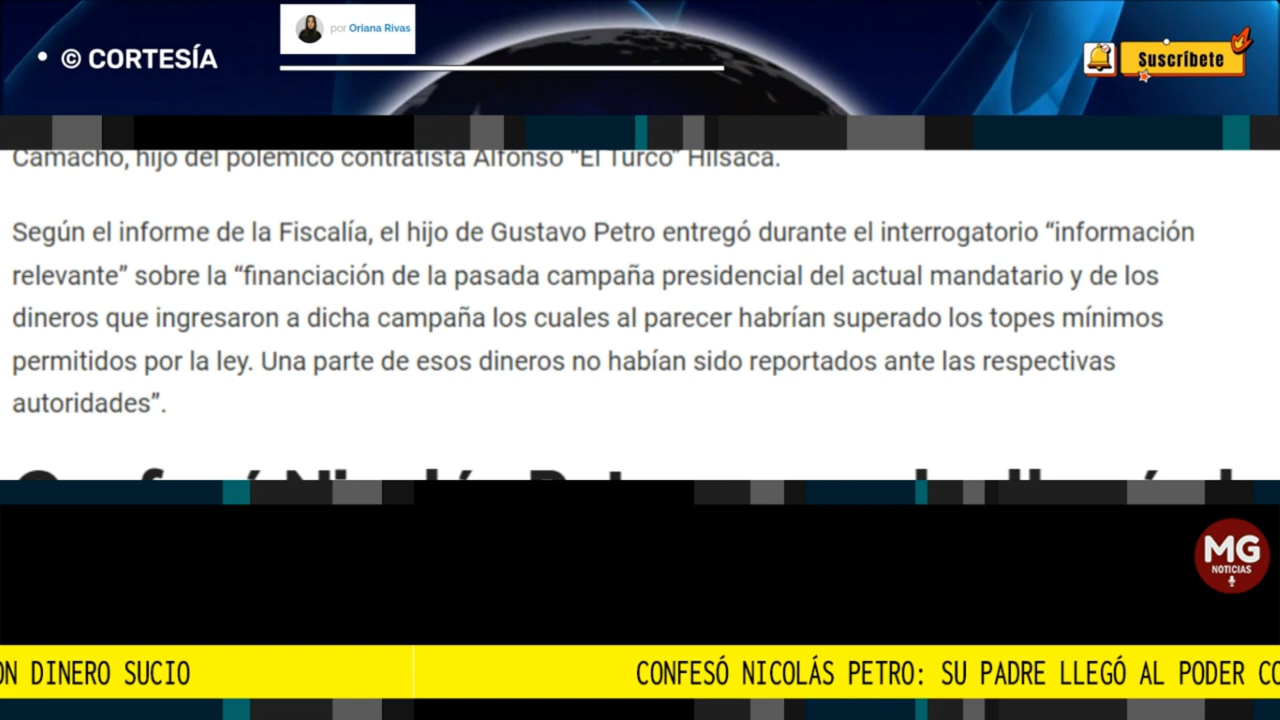 por Oriana Rivas
© CORTESÍA
Suscríbete
Camacho, hijo del polémico contratista Alfonso “El Turco” Hilsaca.
Según el informe de la Fiscalía, el hijo de Gustavo Petro entregó durante el interrogatorio “información
relevante” sobre la “financiación de la pasada campaña presidencial del actual mandatario y de los
dineros que ingresaron a dicha campaña los cuales al parecer habrían superado los topes mínimos
permitidos por la ley. Una parte de esos dineros no habían sido reportados ante las respectivas
autoridades”.
MG
NOTICIAS
ON DINERO SUCIO
CONFESÓ NICOLÁS PETRO: SU PADRE LLEGÓ AL PODER CO